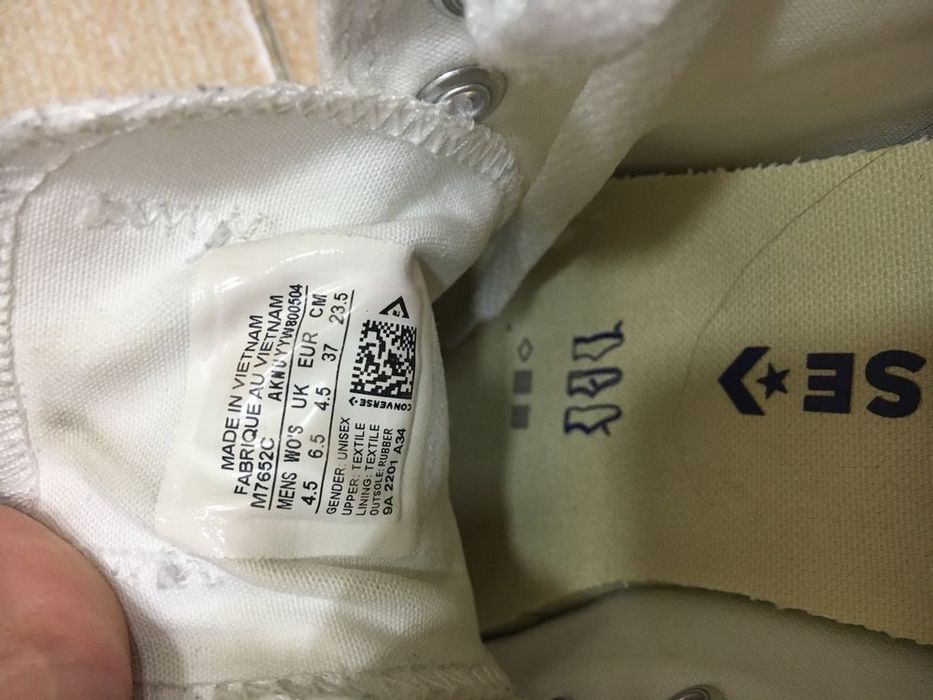 MADE IN VIETNAM
FABRIQUE AU VIETNAM
M7652C AKNUYYYW800504
MENS WO'S UK EUR CM
4.5 6.5 4.5 37 23.5
GENDER: UNISEX
UPPER: TEXTILE
LINING: TEXTILE
OUTSOLE: RUBBER
9A 2201 A34
CONVERSE
SE